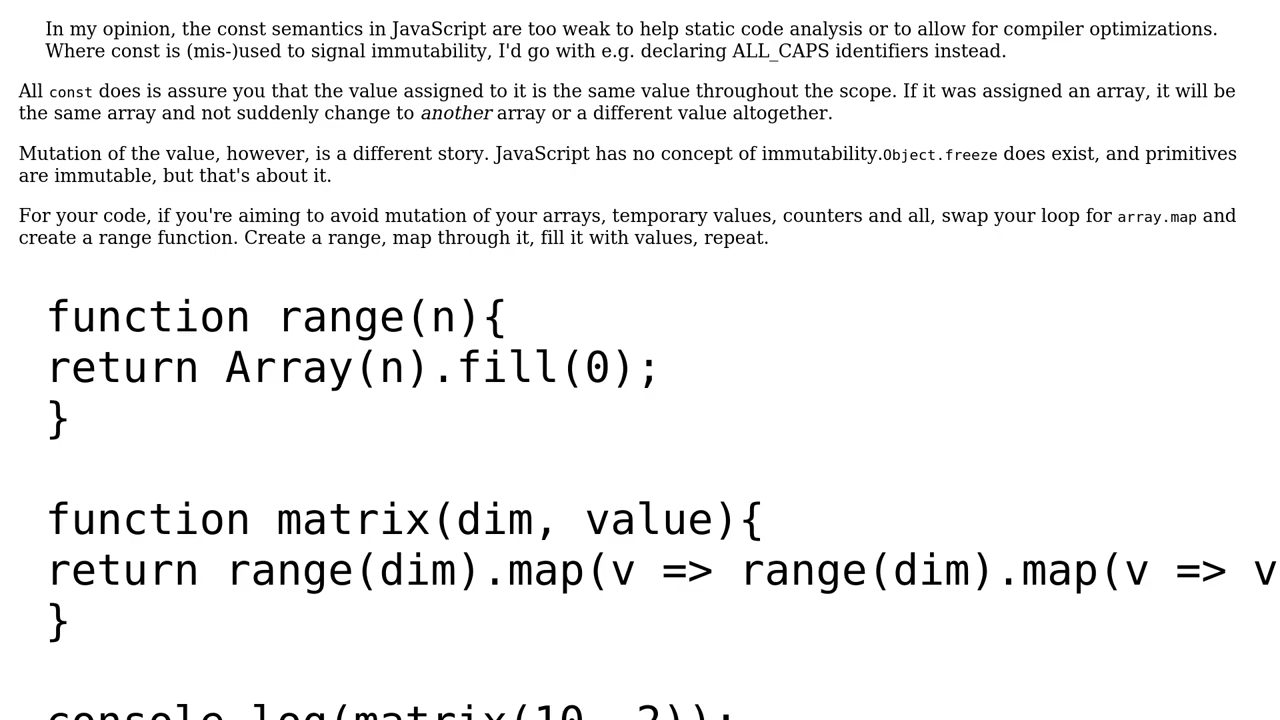 In my opinion, the const semantics in JavaScript are too weak to help static code analysis or to allow for compiler optimizations.
Where const is (mis-)used to signal immutability, I'd go with e.g. declaring ALL_CAPS identifiers instead.
All const does is assure you that the value assigned to it is the same value throughout the scope. If it was assigned an array, it will be
the same array and not suddenly change to another array or a different value altogether.
Mutation of the value, however, is a different story. JavaScript has no concept of immutability.Object.freeze does exist, and primitives
are immutable, but that's about it.
For your code, if you're aiming to avoid mutation of your arrays, temporary values, counters and all, swap your loop for array.map and
create a range function. Create a range, map through it, fill it with values, repeat.
function range(n){
return Array(n).fill(0);
}
function matrix(dim, value){
return range(dim).map(v => range(dim).map(v => v
}
console.log(matrix(10, 2));